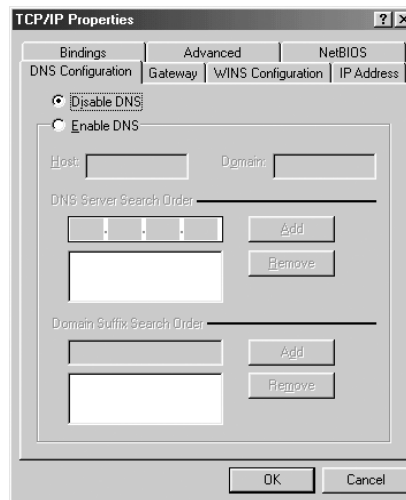 TCP/IP Properties
Bindings Advanced NetBIOS
DNS Configuration Gateway WINS Configuration IP Address
Disable DNS
Enable DNS
Host: Domain:
DNS Server Search Order
Add
Remove
Domain Suffix Search Order
Add
Remove
OK Cancel